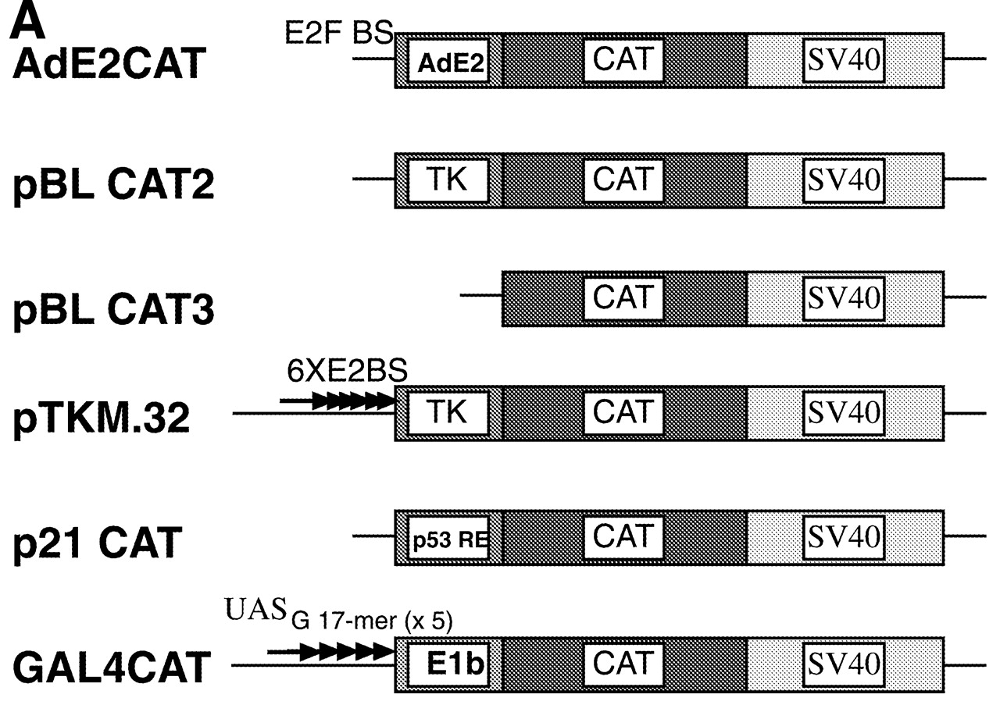 A
E2F BS
AdE2CAT AdE2 CAT SV40
pBL CAT2 TK CAT SV40
pBL CAT3 CAT SV40
6XE2BS
pTKM.32 TK CAT SV40
p21 CAT p53 RE CAT SV40
UAS G 17-mer (x 5)
GAL4CAT E1b CAT SV40